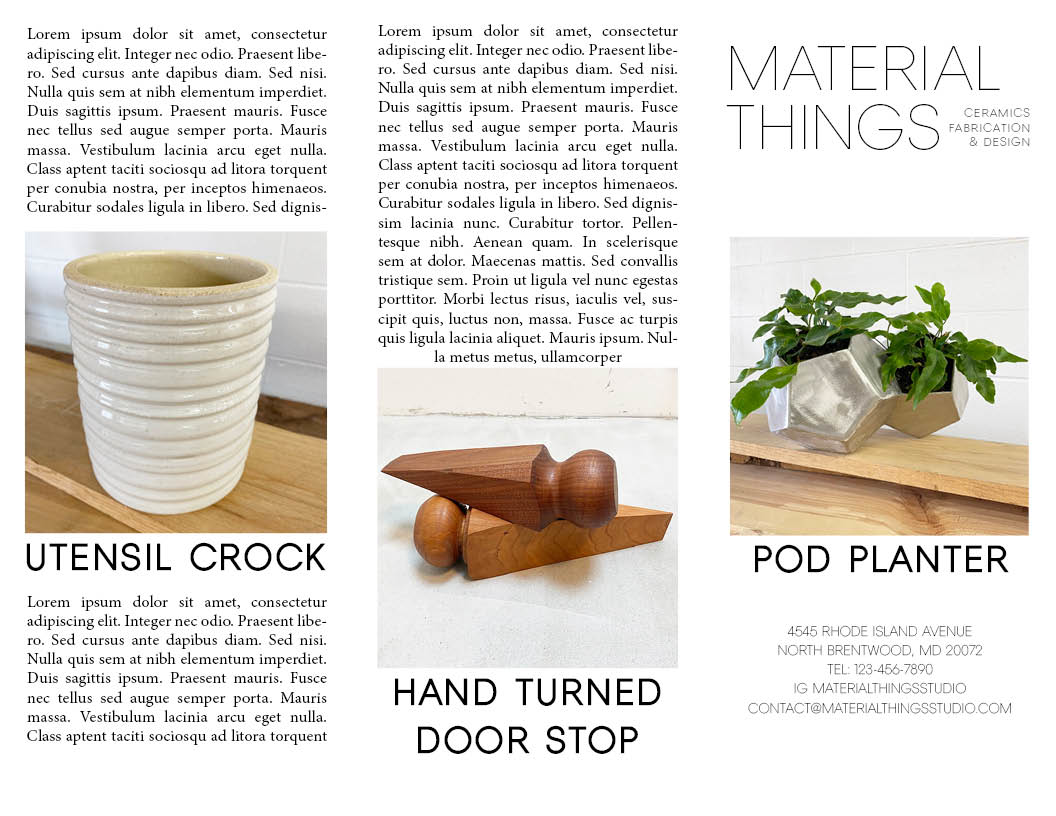 Lorem ipsum dolor sit amet, consectetur
adipiscing elit. Integer nec odio. Praesent libe-
ro. Sed cursus ante dapibus diam. Sed nisi.
Nulla quis sem at nibh elementum imperdiet.
Duis sagittis ipsum. Praesent mauris. Fusce
nec tellus sed augue semper porta. Mauris
massa. Vestibulum lacinia arcu eget nulla.
Class aptent taciti sociosqu ad litora torquent
per conubia nostra, per inceptos himenaeos.
Curabitur sodales ligula in libero. Sed dignis-
UTENSIL CROCK
Lorem ipsum dolor sit amet, consectetur
adipiscing elit. Integer nec odio. Praesent libe-
ro. Sed cursus ante dapibus diam. Sed nisi.
Nulla quis sem at nibh elementum imperdiet.
Duis sagittis ipsum. Praesent mauris. Fusce
nec tellus sed augue semper porta. Mauris
massa. Vestibulum lacinia arcu eget nulla.
Class aptent taciti sociosqu ad litora torquent
Lorem ipsum dolor sit amet, consectetur
adipiscing elit. Integer nec odio. Praesent libe-
ro. Sed cursus ante dapibus diam. Sed nisi.
Nulla quis sem at nibh elementum imperdiet.
Duis sagittis ipsum. Praesent mauris. Fusce
nec tellus sed augue semper porta. Mauris
massa. Vestibulum lacinia arcu eget nulla.
Class aptent taciti sociosqu ad litora torquent
per conubia nostra, per inceptos himenaeos.
Curabitur sodales ligula in libero. Sed dignis-
sim lacinia nunc. Curabitur tortor. Pellen-
tesque nibh. Aenean quam. In scelerisque
sem at dolor. Maecenas mattis. Sed convallis
tristique sem. Proin ut ligula vel nunc egestas
porttitor. Morbi lectus risus, iaculis vel, sus-
cipit quis, luctus non, massa. Fusce ac turpis
quis ligula lacinia aliquet. Mauris ipsum. Nul-
la metus metus, ullamcorper
HAND TURNED
DOOR STOP
MATERIAL
THINGS
CERAMICS
FABRICATION
& DESIGN
POD PLANTER
4545 RHODE ISLAND AVENUE
NORTH BRENTWOOD, MD 20072
TEL: 123-456-7890
IG MATERIALTHINGSSTUDIO
CONTACT@MATERIALTHINGSSTUDIO.COM